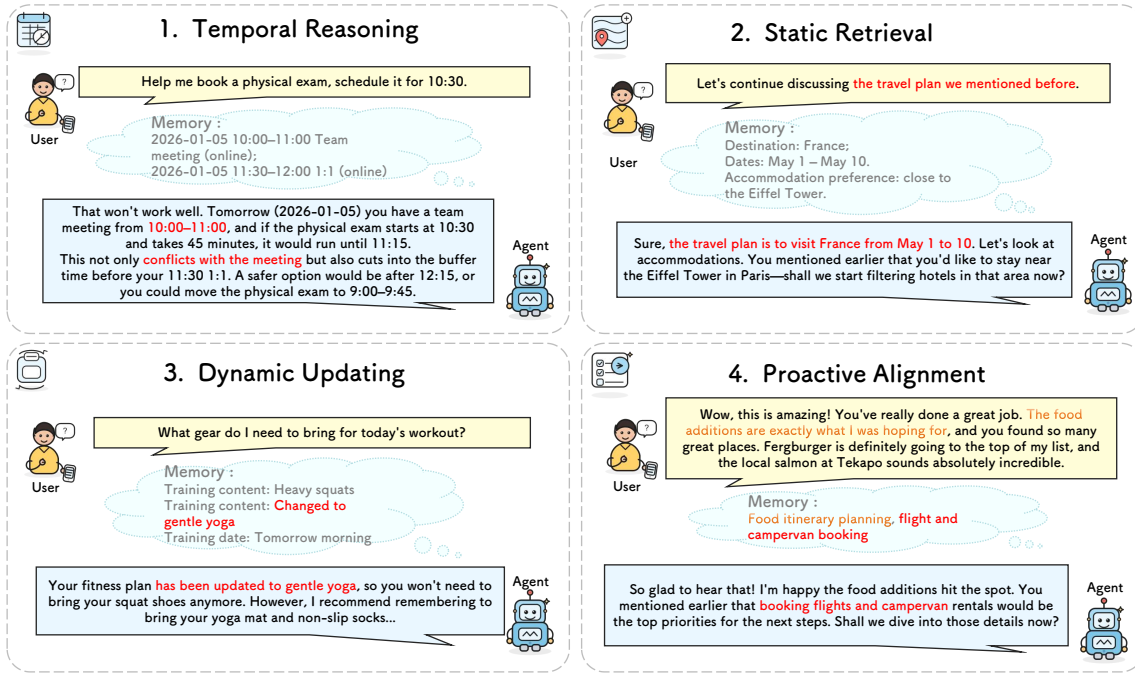 1. Temporal Reasoning
?
Help me book a physical exam, schedule it for 10:30.
User
Memory :
2026-01-05 10:00–11:00 Team
meeting (online);
2026-01-05 11:30–12:00 1:1 (online)
That won't work well. Tomorrow (2026-01-05) you have a team
meeting from 10:00–11:00, and if the physical exam starts at 10:30
and takes 45 minutes, it would run until 11:15.
This not only conflicts with the meeting but also cuts into the buffer
time before your 11:30 1:1. A safer option would be after 12:15, or
you could move the physical exam to 9:00–9:45.
Agent
2. Static Retrieval
?
Let's continue discussing the travel plan we mentioned before.
User
Memory :
Destination: France;
Dates: May 1 – May 10.
Accommodation preference: close to
the Eiffel Tower.
Sure, the travel plan is to visit France from May 1 to 10. Let's look at
accommodations. You mentioned earlier that you'd like to stay near
the Eiffel Tower in Paris—shall we start filtering hotels in that area now?
Agent
3. Dynamic Updating
?
What gear do I need to bring for today's workout?
User
Memory :
Training content: Heavy squats
Training content: Changed to
gentle yoga
Training date: Tomorrow morning
Your fitness plan has been updated to gentle yoga, so you won't need to
bring your squat shoes anymore. However, I recommend remembering to
bring your yoga mat and non-slip socks...
Agent
4. Proactive Alignment
?
Wow, this is amazing! You've really done a great job. The food
additions are exactly what I was hoping for, and you found so many
great places. Fergburger is definitely going to the top of my list, and
the local salmon at Tekapo sounds absolutely incredible.
User
Memory :
Food itinerary planning, flight and
campervan booking
So glad to hear that! I'm happy the food additions hit the spot. You
mentioned earlier that booking flights and campervan rentals would be
the top priorities for the next steps. Shall we dive into those details now?
Agent